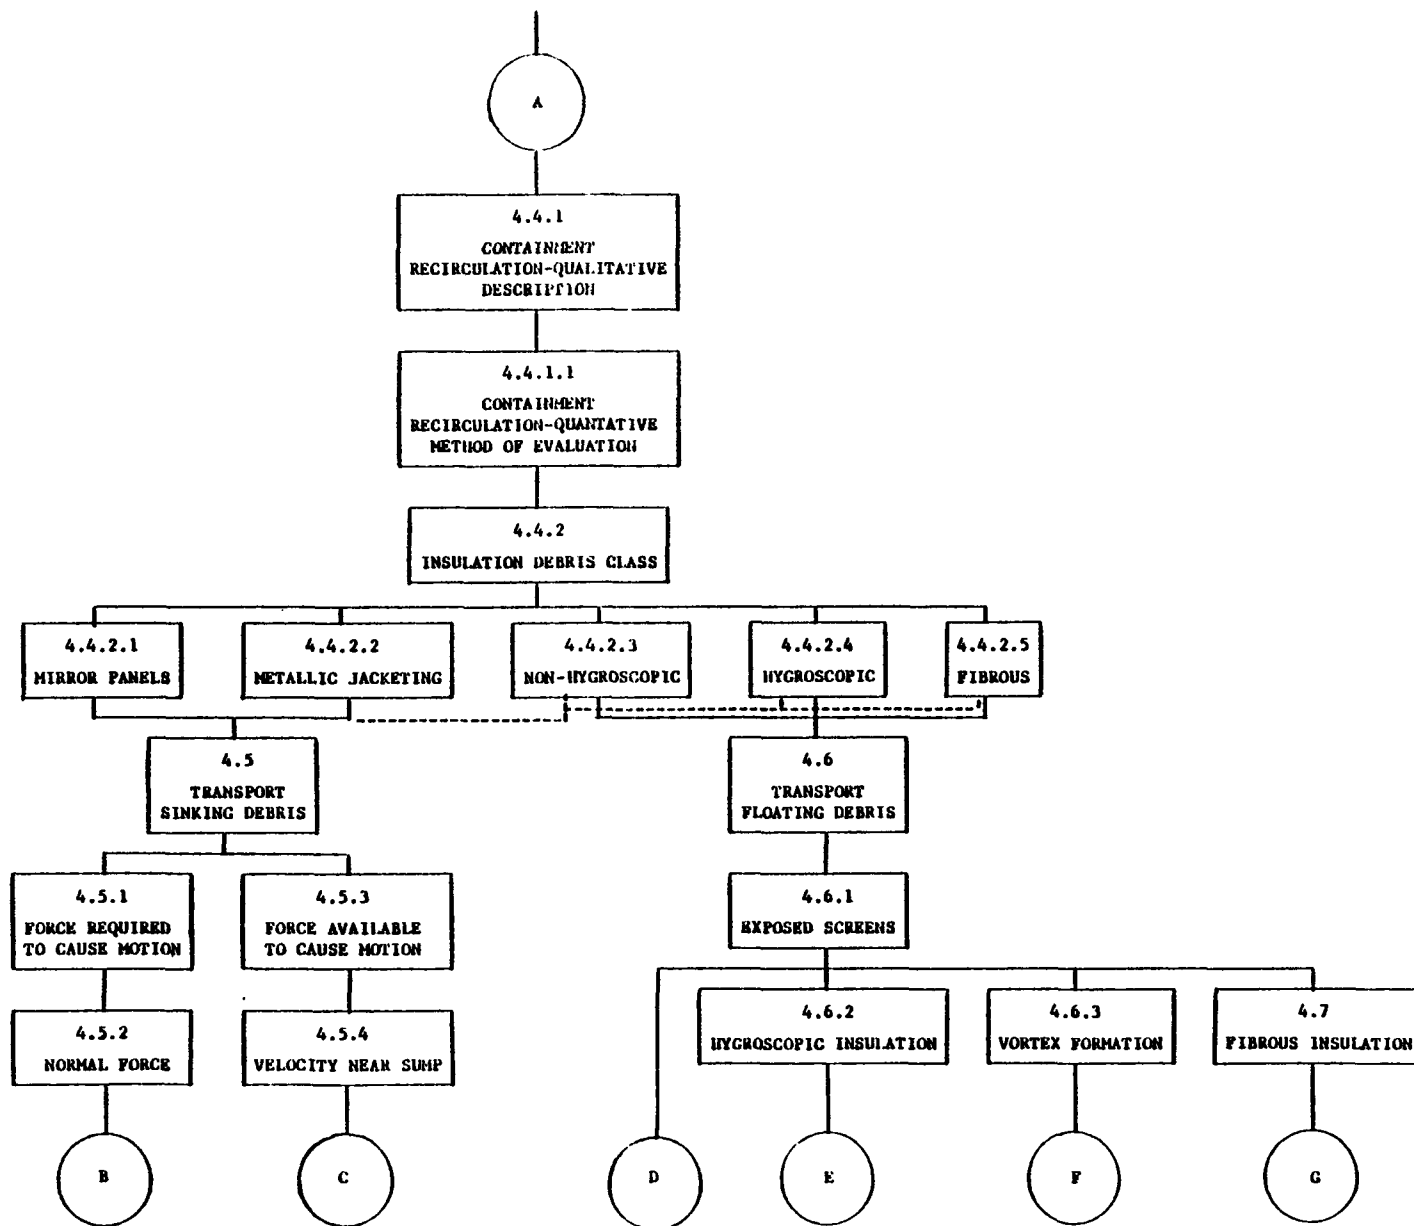 A
4.4.1
CONTAINMENT
RECIRCULATION-QUALITATIVE
DESCRIPTION
4.4.1.1
CONTAINMENT
RECIRCULATION-QUANTATIVE
METHOD OF EVALUATION
4.4.2
INSULATION DEBRIS CLASS
4.4.2.1
MIRROR PANELS
4.4.2.2
METALLIC JACKETING
4.4.2.3
NON-HYGROSCOPIC
4.4.2.4
HYGROSCOPIC
4.4.2.5
FIBROUS
4.5
TRANSPORT
SINKING DEBRIS
4.6
TRANSPORT
FLOATING DEBRIS
4.5.1
FORCE REQUIRED
TO CAUSE MOTION
4.5.3
FORCE AVAILABLE
TO CAUSE MOTION
4.6.1
EXPOSED SCREENS
4.5.2
NORMAL FORCE
4.5.4
VELOCITY NEAR SUMP
4.6.2
HYGROSCOPIC INSULATION
4.6.3
VORTEX FORMATION
4.7
FIBROUS INSULATION
B
C
D
E
F
G